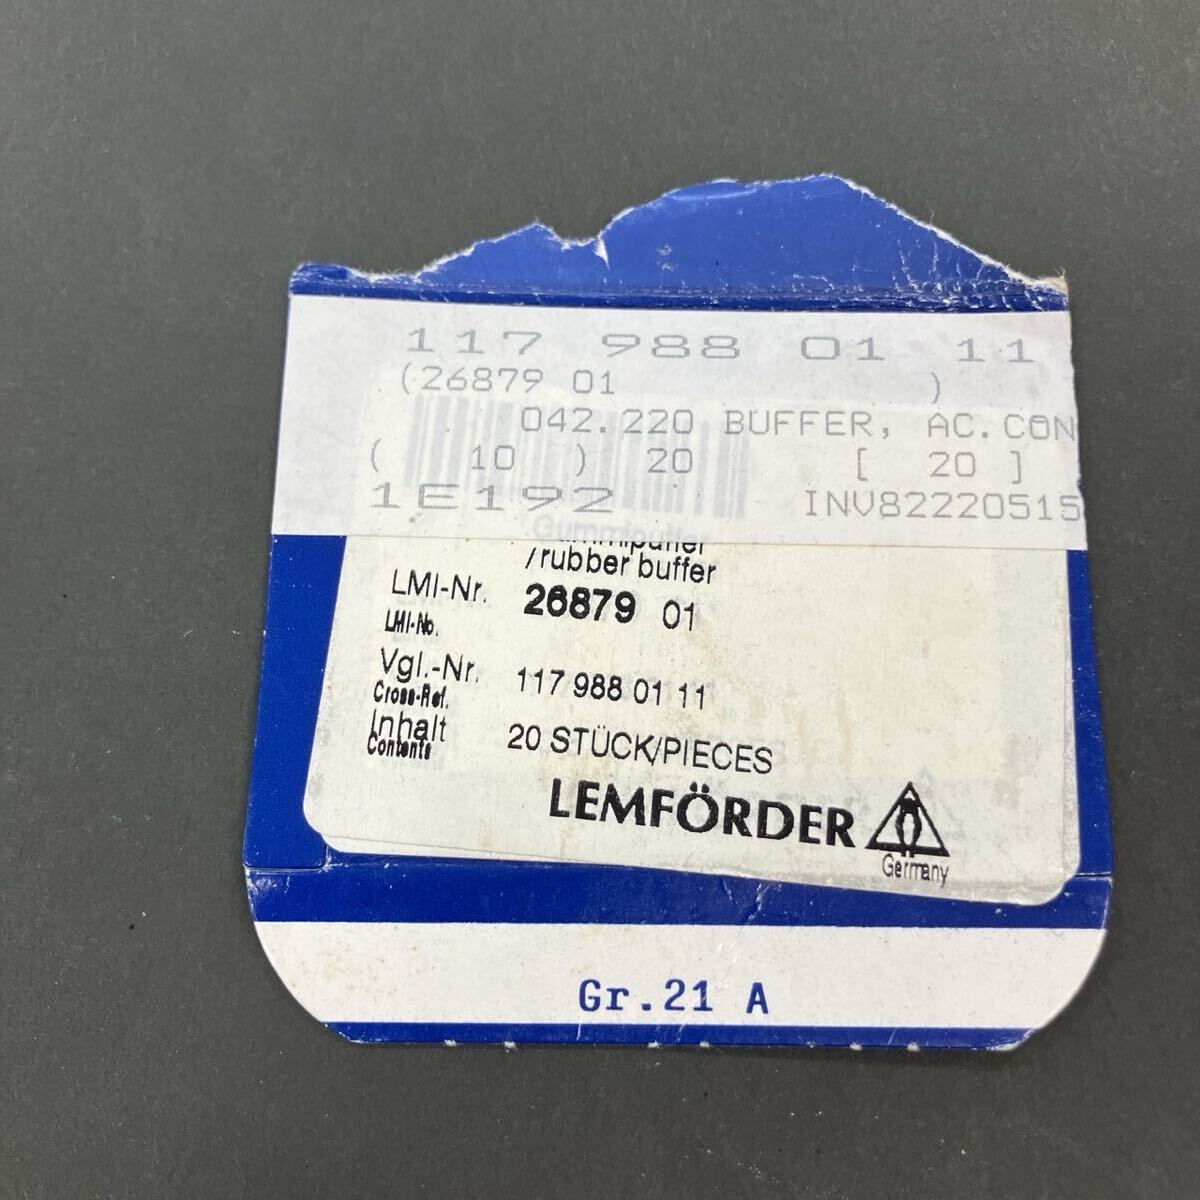 117 988 01 11
(26879 01 )
042.220 BUFFER, AC.CON
( 10 ) 20 [ 20 ]
1E192 INV82220515
Gummipuffer
/rubber buffer
LMI-Nr. 26879 01
LMI-No.
Vgl.-Nr. 117 988 01 11
Cross-Ref.
Inhalt 20 STÜCK/PIECES
Contents
LEMFÖRDER
Germany
Gr.21 A